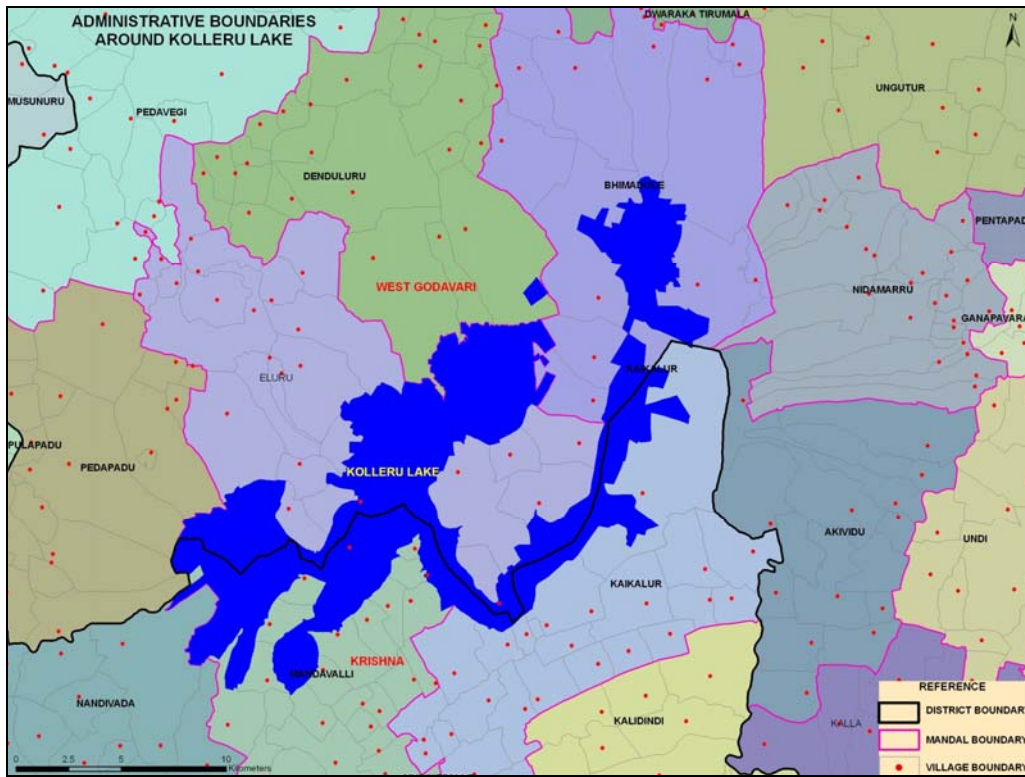 ADMINISTRATIVE BOUNDARIES
AROUND KOLLERU LAKE
DWARAKA TIRUMALA
N
MUSUNURU
PEDAVEGI
UNGUTUR
DENDULURU
BHIMADOLE
PENTAPAD
WEST GODAVARI
NIDAMARRU
GANAPAVARA
ELURU
KAIKALUR
PULAPADU
PEDAPADU
KOLLERU LAKE
AKIVIDU
UNDI
KAIKALUR
KRISHNA
MANDAVALLI
NANDIVADA
KALIDINDI
KALLA
REFERENCE
DISTRICT BOUNDARY
MANDAL BOUNDARY
VILLAGE BOUNDARY
0 2.5 5 10
Kilometers